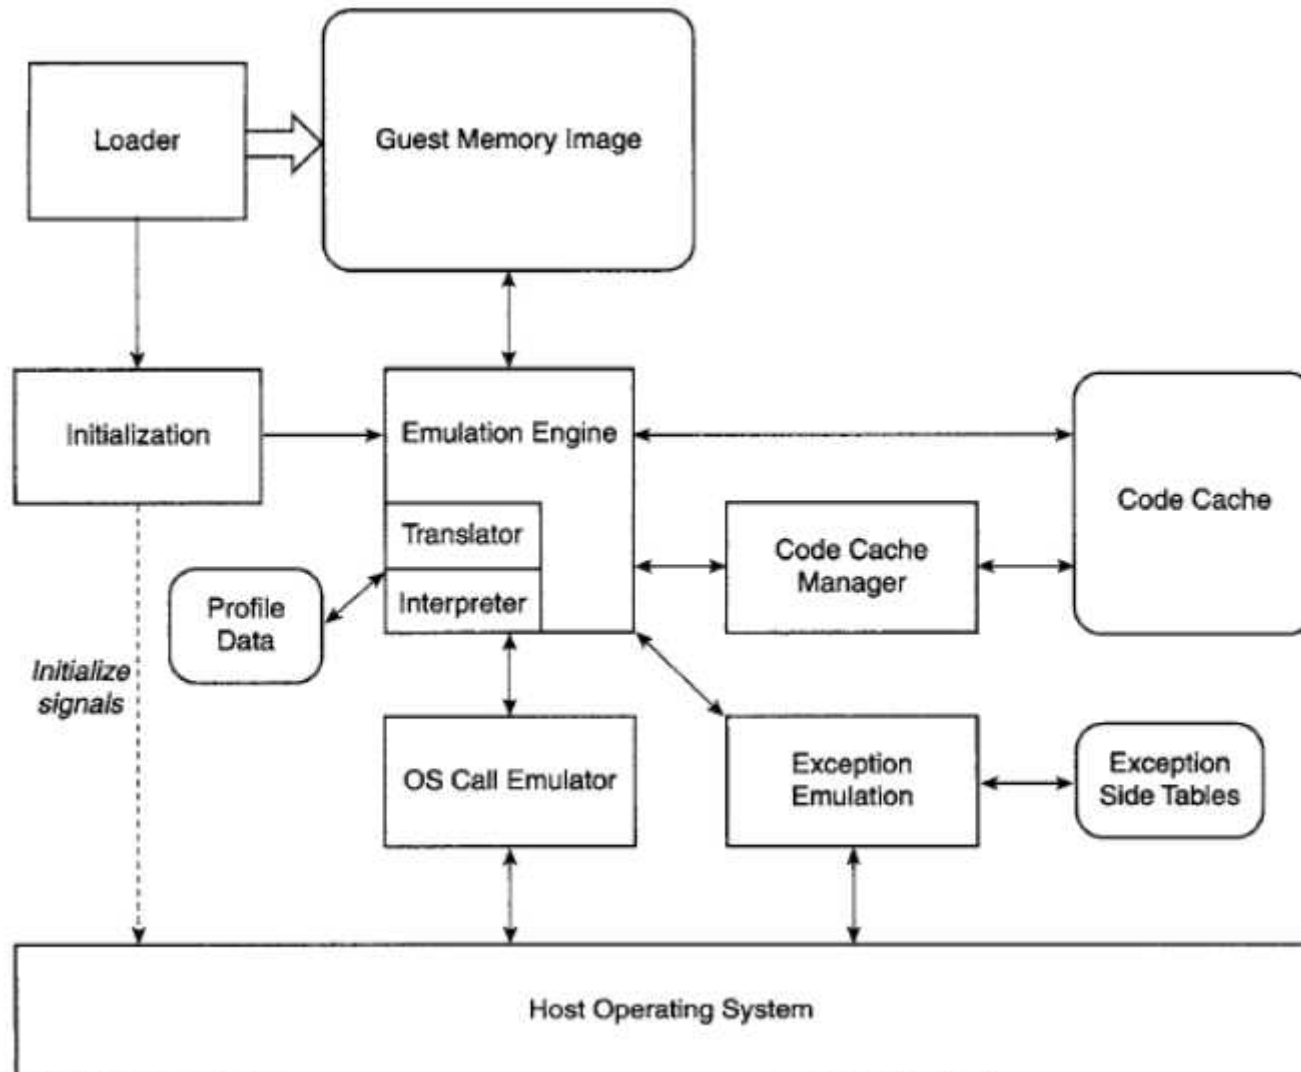 Loader
Guest Memory Image
Initialization
Emulation Engine
Code Cache
Translator
Code Cache
Manager
Interpreter
Profile
Data
Initialize
signals
OS Call Emulator
Exception
Emulation
Exception
Side Tables
Host Operating System